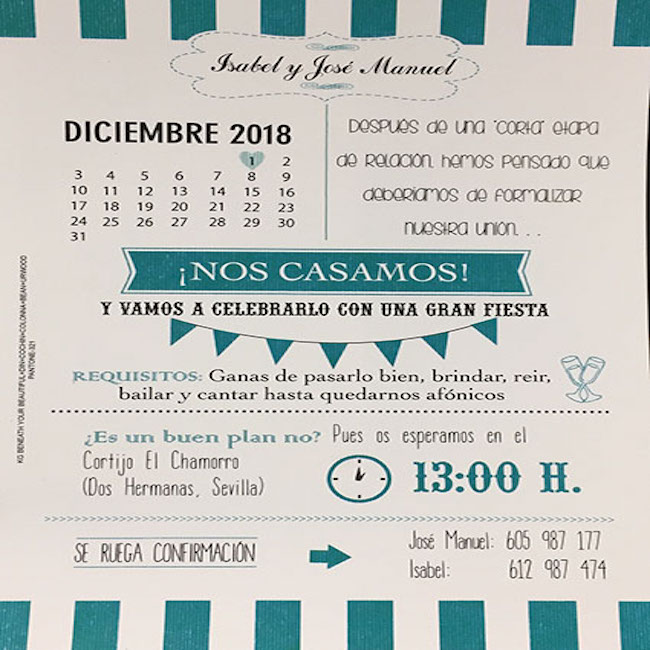 Isabel y José Manuel
DICIEMBRE 2018
1 2
3 4 5 6 7 8 9
10 11 12 13 14 15 16
17 18 19 20 21 22 23
24 25 26 27 28 29 30
31
Después de una "corta" etapa
de relación, hemos pensado que
deberíamos de formalizar
nuestra unión. . .
¡NOS CASAMOS!
Y VAMOS A CELEBRARLO CON UNA GRAN FIESTA
REQUISITOS: Ganas de pasarlo bien, brindar, reir,
bailar y cantar hasta quedarnos afónicos
¿Es un buen plan no? Pues os esperamos en el
Cortijo El Chamorro
(Dos Hermanas, Sevilla)
13:00 H.
SE RUEGA CONFIRMACIÓN
José Manuel: 605 987 177
Isabel: 612 987 474
KG BENEATH YOUR BEAUTIFUL+DIN+COCHIN+COLONNA+BEAN+URWOOD
PANTONE-321